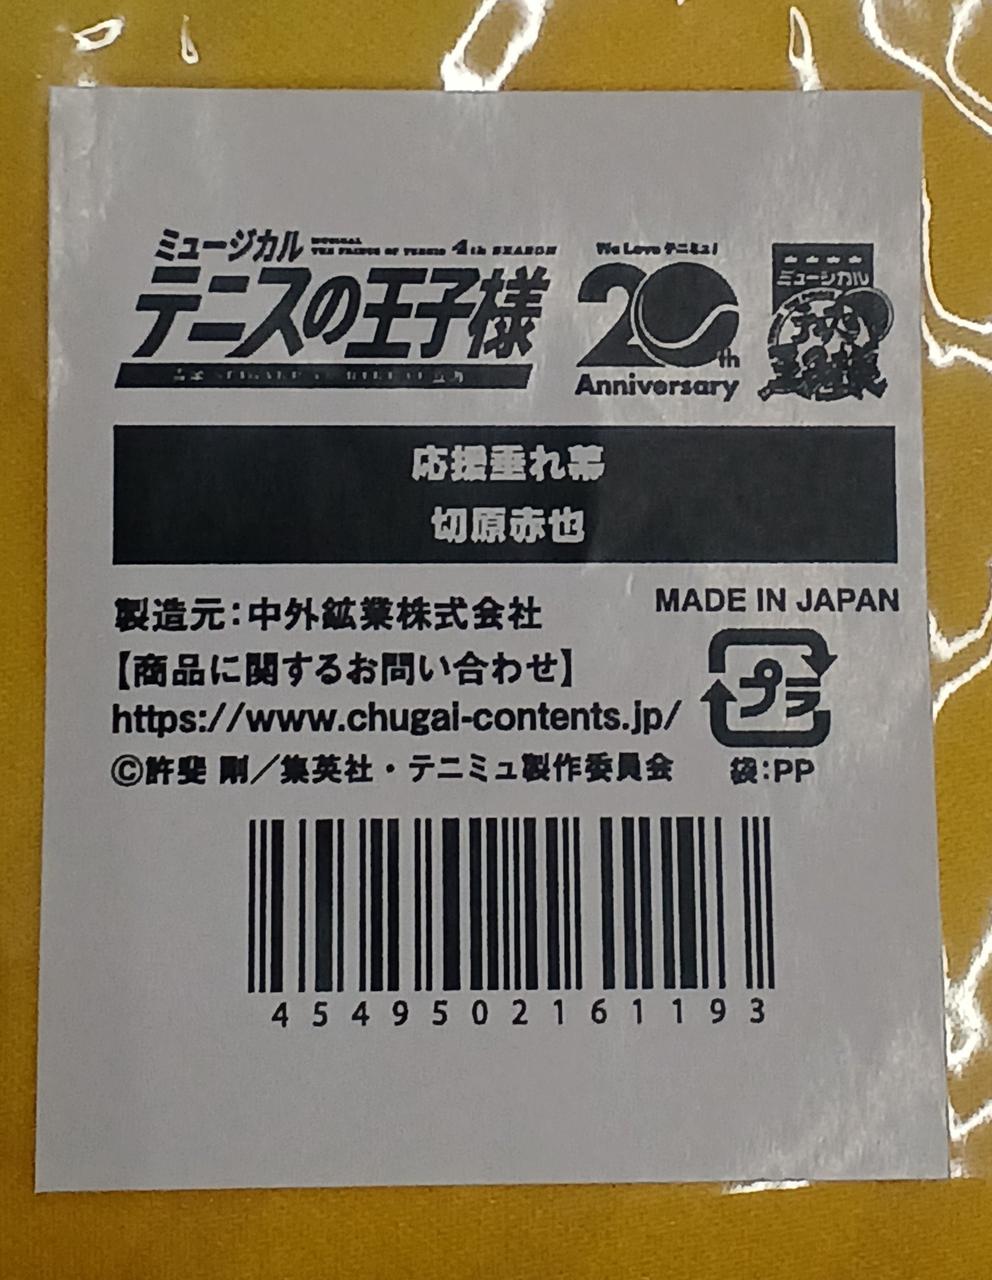 ミュージカル
MUSICAL
THE PRINCE OF TENNIS 4th SEASON
テニスの王子様
We Love テニミュ!
20th
Anniversary
ミュージカル
テニスの
王子様
応援垂れ幕
切原赤也
製造元:中外鉱業株式会社
MADE IN JAPAN
【商品に関するお問い合わせ】
https://www.chugai-contents.jp/
プラ
©許斐 剛/集英社・テニミュ製作委員会
袋:PP
4549502161193